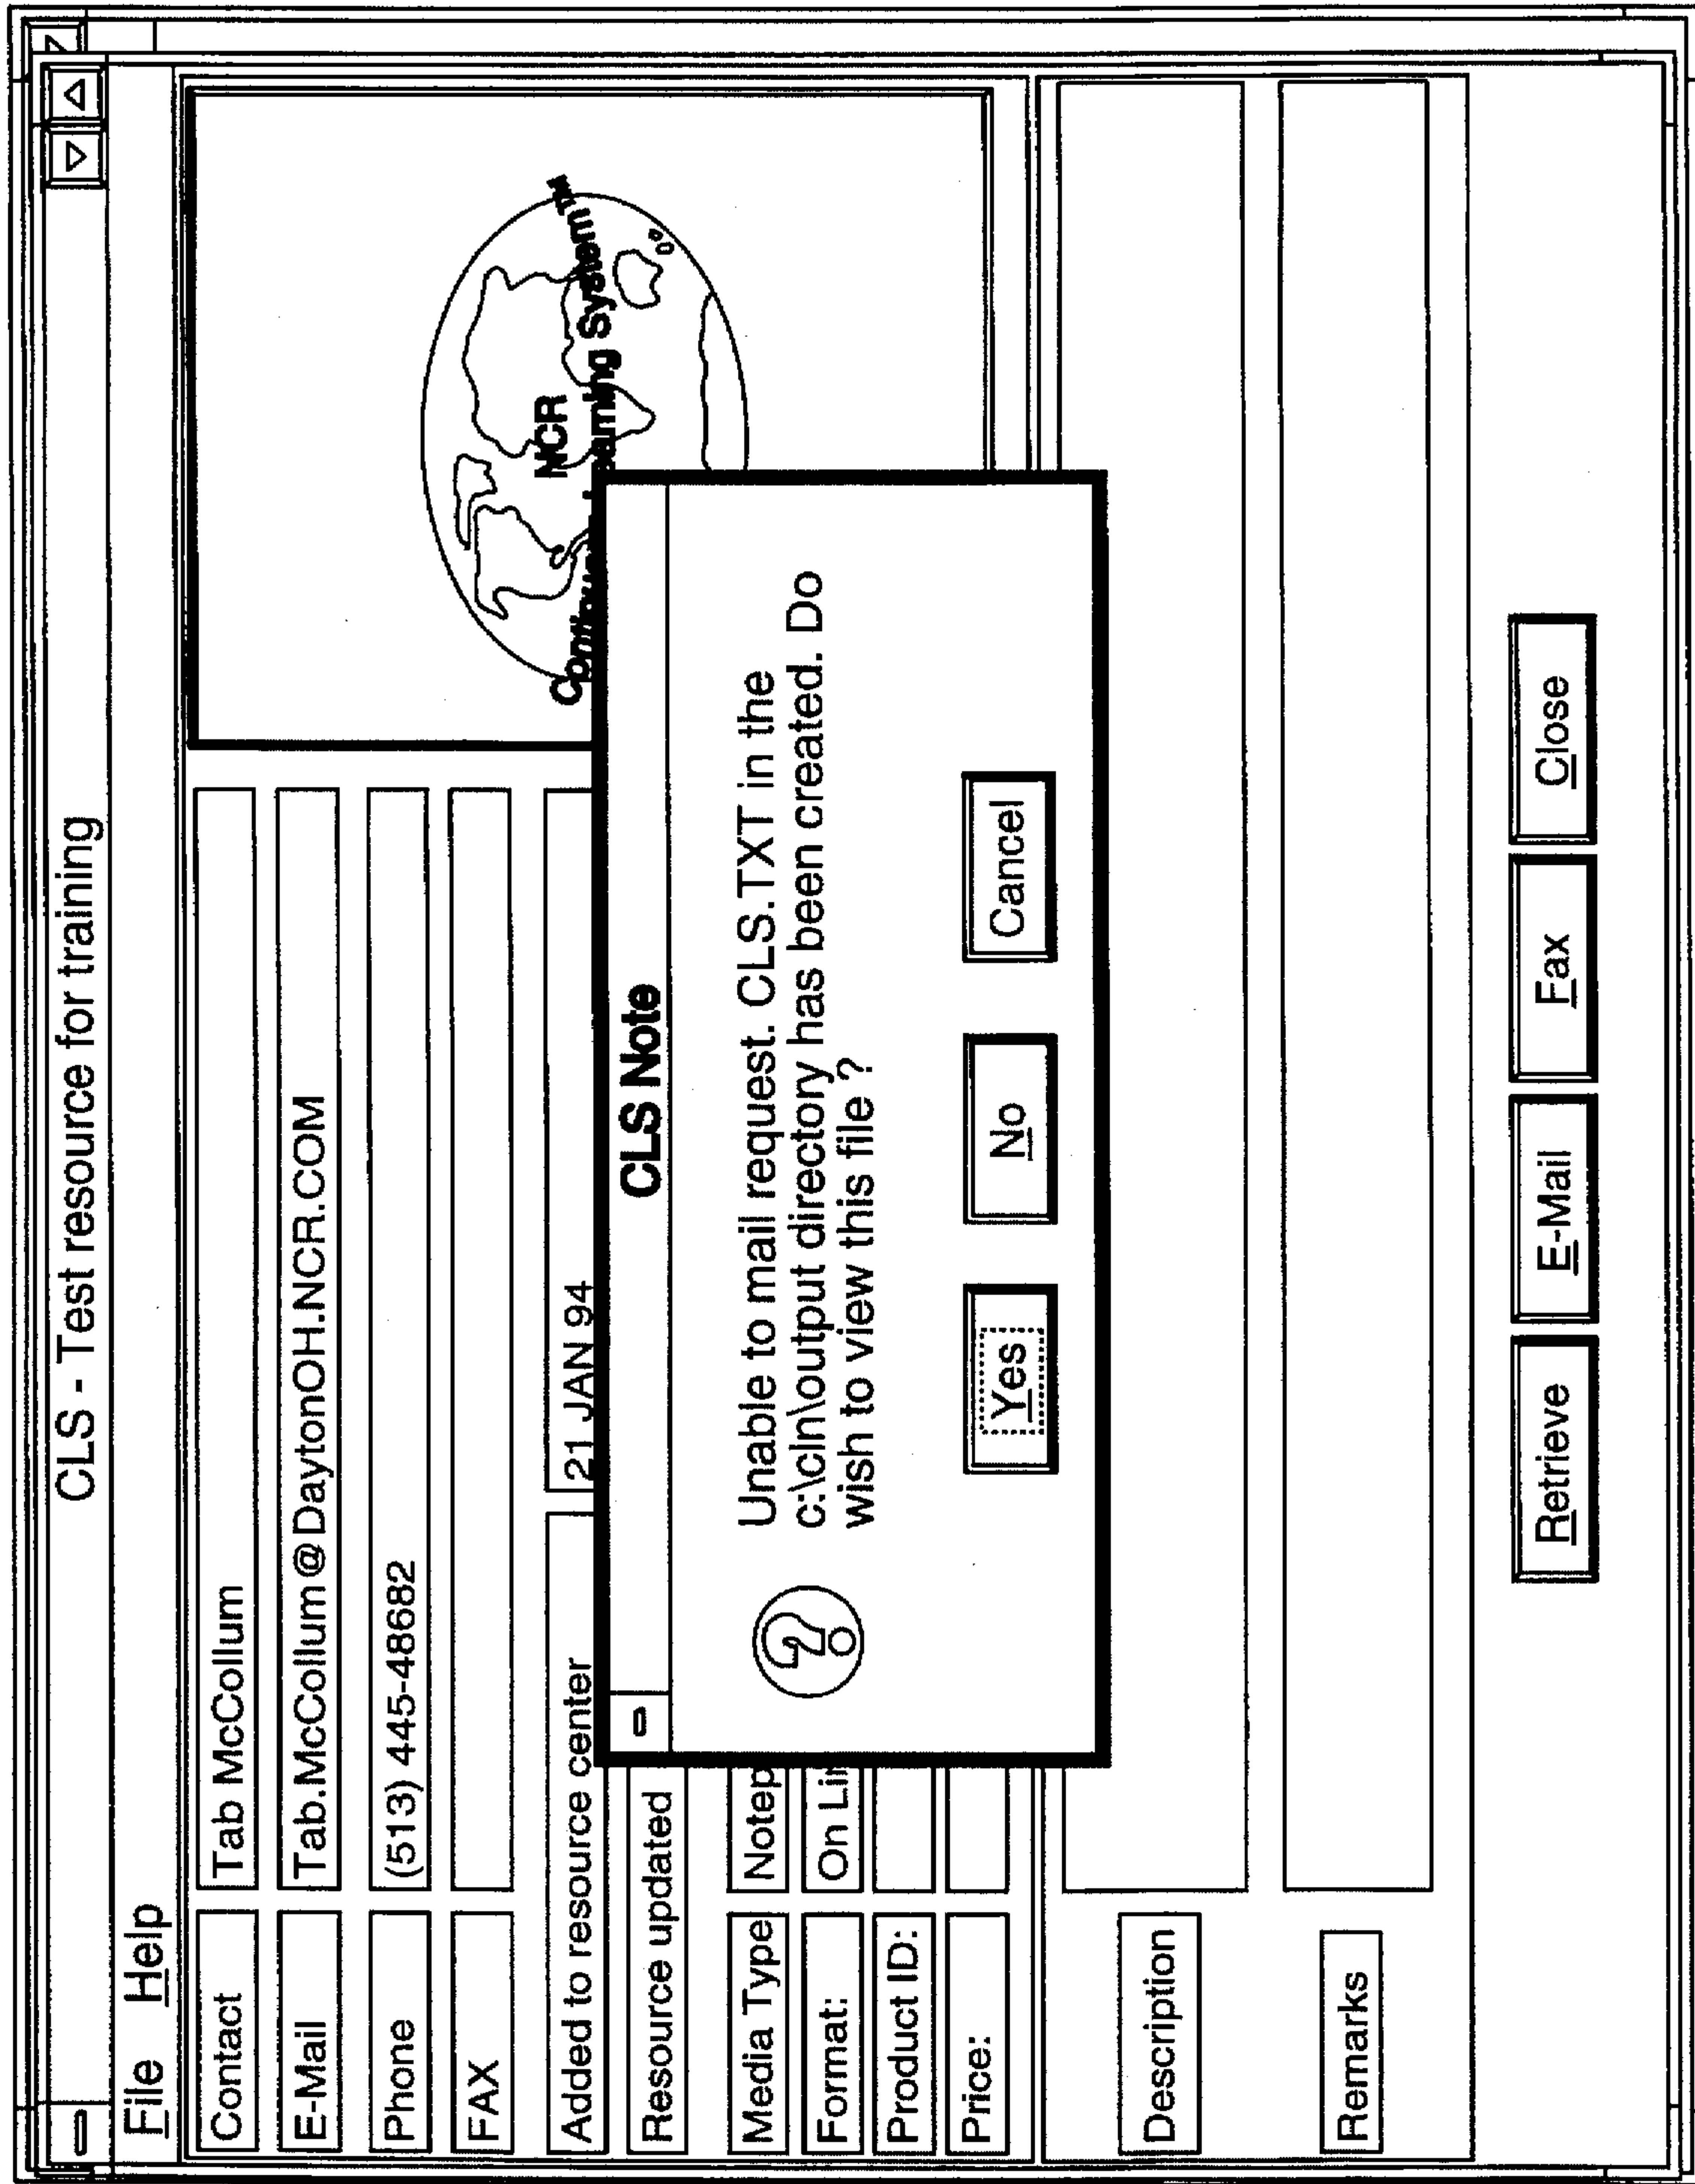 CLS - Test resource for training
File Help
Contact Tab McCollum
E-Mail Tab.McCollum@DaytonOH.NCR.COM
Phone (513) 445-48682
FAX
Added to resource center 21 JAN 94
Resource updated
Media Type Notep
Format: On Lin
Product ID:
Price:
NCR
Learning System™
CLS Note
Unable to mail request. CLS.TXT in the
c:\cln\output directory has been created. Do
wish to view this file ?
Yes No Cancel
Description
Remarks
Retrieve E-Mail Fax Close